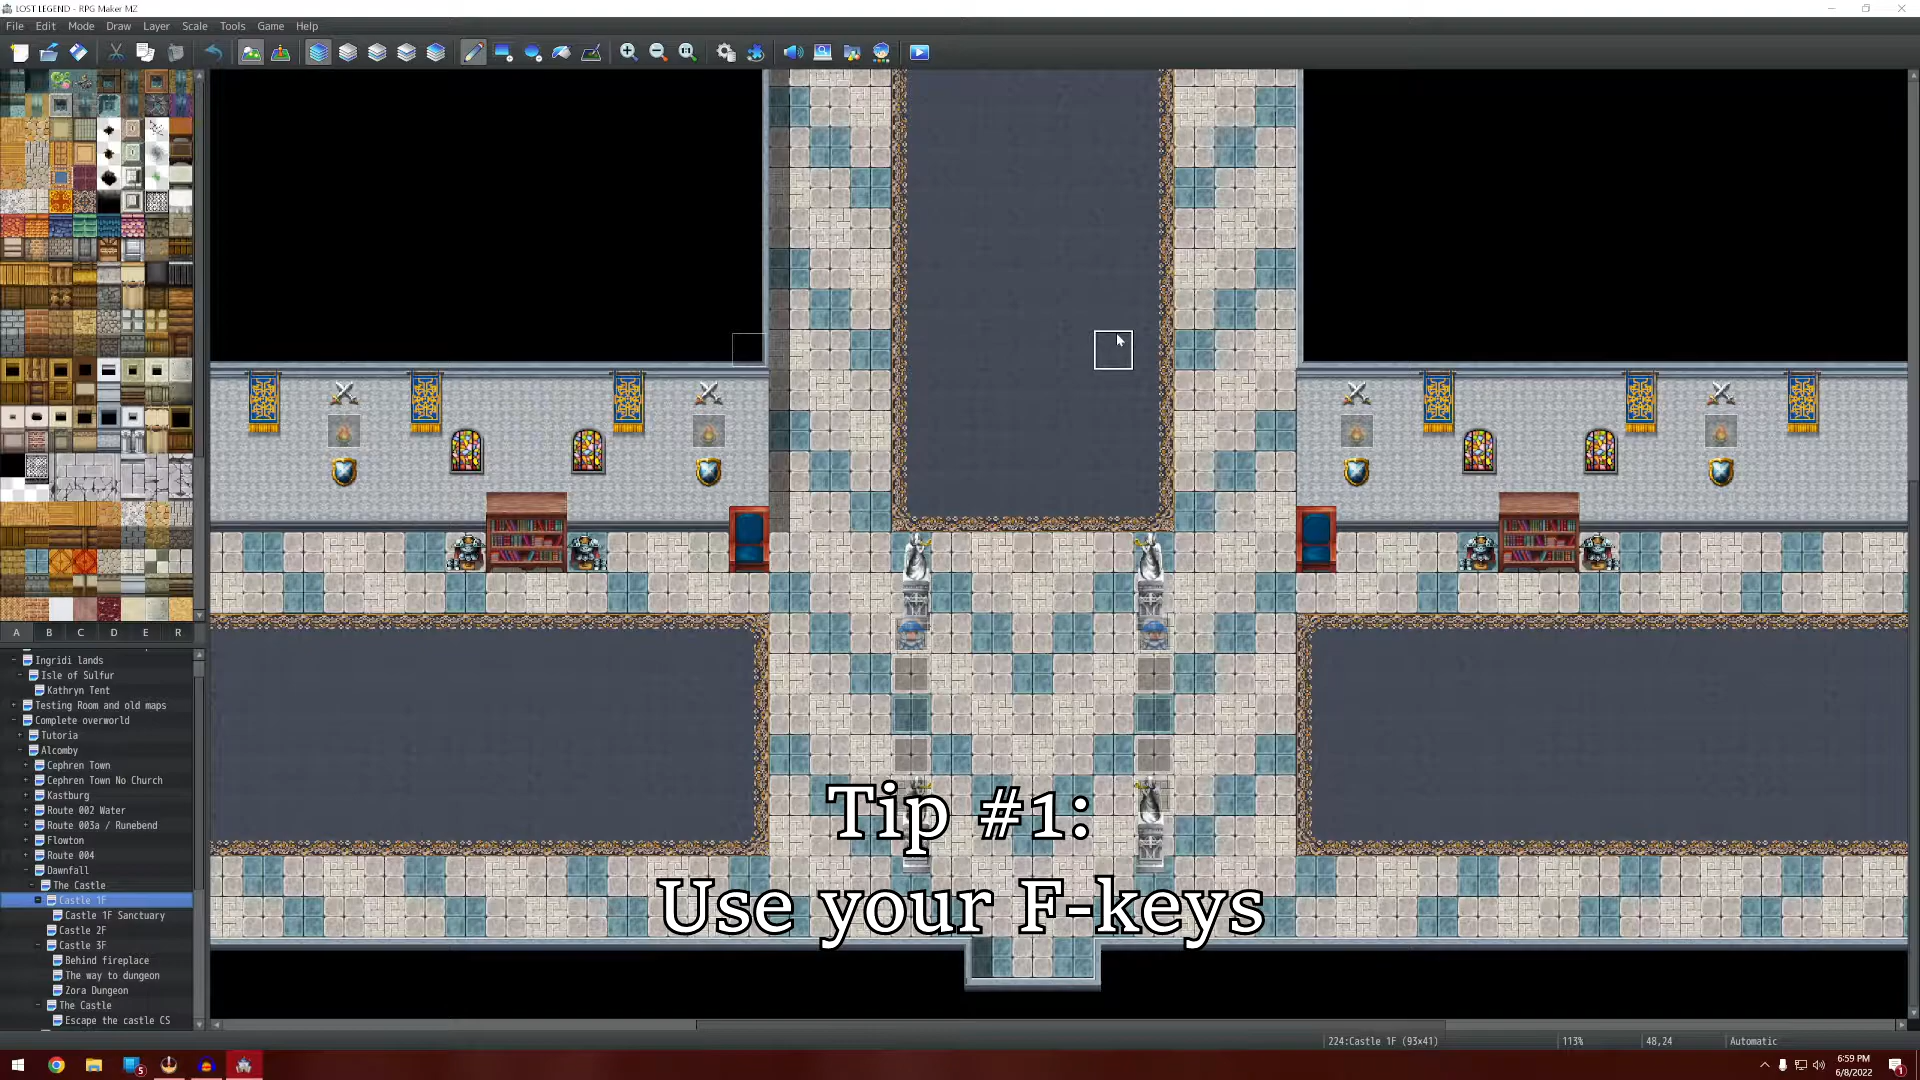 LOST LEGEND - RPG Maker MZ
File Edit Mode Draw Layer Scale Tools Game Help
A B C D E R
Ingridi lands
Isle of Sulfur
Kathryn Tent
Testing Room and old maps
Complete overworld
Tutoria
Alcomby
Cephren Town
Cephren Town No Church
Kastburg
Route 002 Water
Route 003a / Runebend
Flowton
Route 004
Dawnfall
The Castle
Castle 1F
Castle 1F Sanctuary
Castle 2F
Castle 3F
Behind fireplace
The way to dungeon
Zora Dungeon
The Castle
Escape the castle CS
Tip #1:
Use your F-keys
224:Castle 1F (93x41) 113% 48,24 Automatic
5
6:59 PM
6/8/2022
1